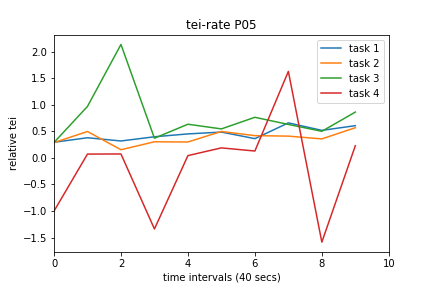 tei-rate P05
task 1
task 2
task 3
task 4
relative tei
2.0
1.5
1.0
0.5
0.0
−0.5
−1.0
−1.5
0 2 4 6 8 10
time intervals (40 secs)